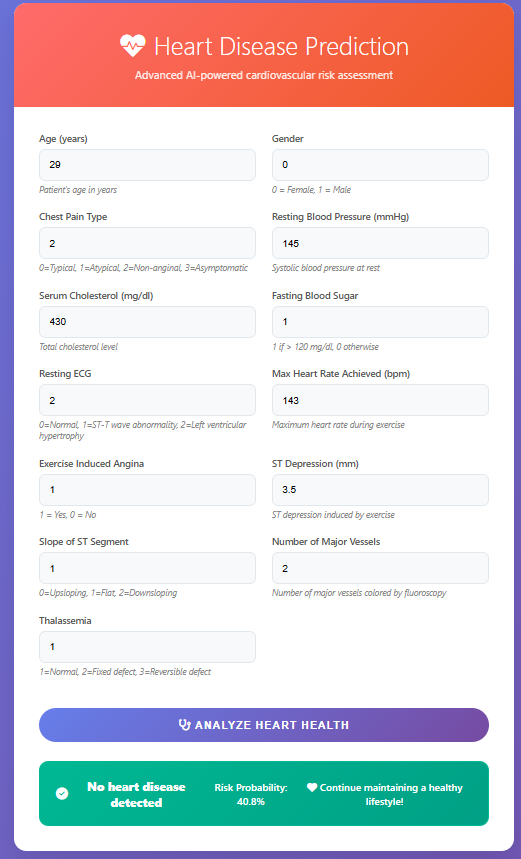 Heart Disease Prediction
Advanced AI-powered cardiovascular risk assessment
Age (years)
29
Patient's age in years
Gender
0
0 = Female, 1 = Male
Chest Pain Type
2
0=Typical, 1=Atypical, 2=Non-anginal, 3=Asymptomatic
Resting Blood Pressure (mmHg)
145
Systolic blood pressure at rest
Serum Cholesterol (mg/dl)
430
Total cholesterol level
Fasting Blood Sugar
1
1 if > 120 mg/dl, 0 otherwise
Resting ECG
2
0=Normal, 1=ST-T wave abnormality, 2=Left ventricular
hypertrophy
Max Heart Rate Achieved (bpm)
143
Maximum heart rate during exercise
Exercise Induced Angina
1
1 = Yes, 0 = No
ST Depression (mm)
3.5
ST depression induced by exercise
Slope of ST Segment
1
0=Upsloping, 1=Flat, 2=Downsloping
Number of Major Vessels
2
Number of major vessels colored by fluoroscopy
Thalassemia
1
1=Normal, 2=Fixed defect, 3=Reversible defect
ANALYZE HEART HEALTH
No heart disease
detected
Risk Probability:
40.8%
Continue maintaining a healthy
lifestyle!